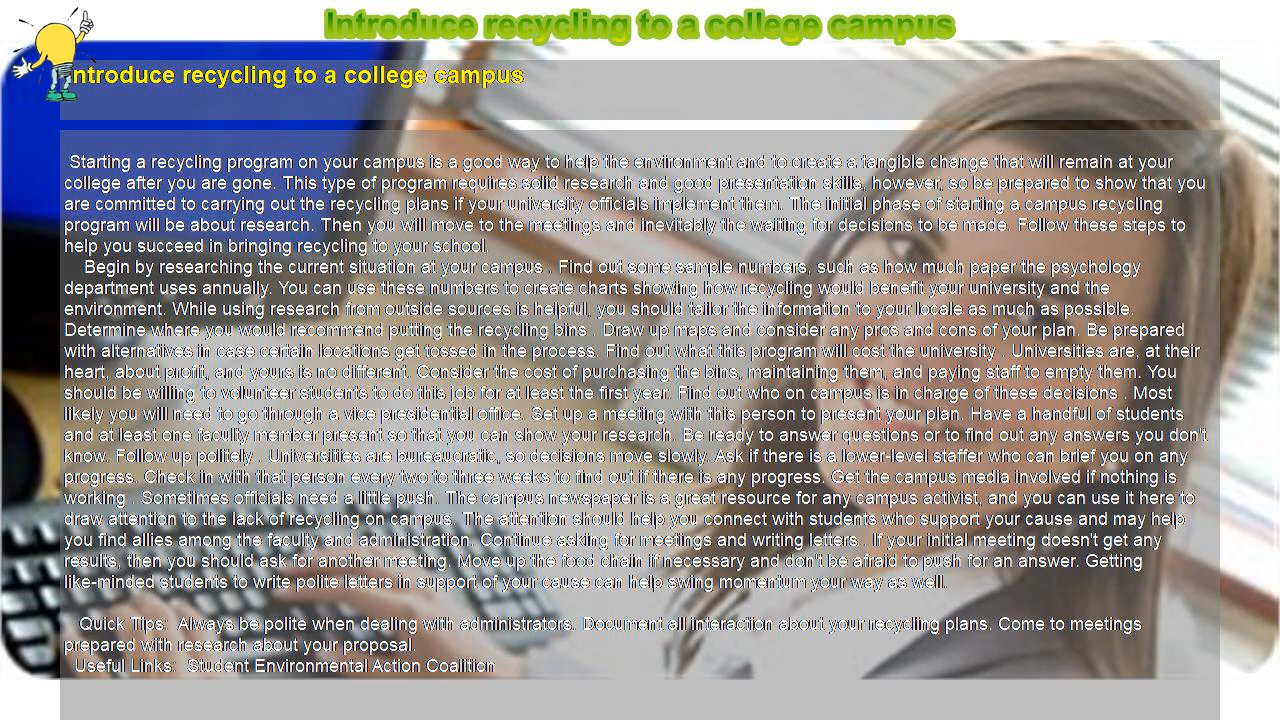 Introduce recycling to a college campus
Introduce recycling to a college campus
Starting a recycling program on your campus is a good way to help the environment and to create a tangible change that will remain at your
college after you are gone. This type of program requires solid research and good presentation skills, however, so be prepared to show that you
are committed to carrying out the recycling plans if your university officials implement them. The initial phase of starting a campus recycling
program will be about research. Then you will move to the meetings and inevitably the waiting for decisions to be made. Follow these steps to
help you succeed in bringing recycling to your school.
Begin by researching the current situation at your campus . Find out some sample numbers, such as how much paper the psychology
department uses annually. You can use these numbers to create charts showing how recycling would benefit your university and the
environment. While using research from outside sources is helpful, you should tailor the information to your locale as much as possible.
Determine where you would recommend putting the recycling bins . Draw up maps and consider any pros and cons of your plan. Be prepared
with alternatives in case certain locations get tossed in the process. Find out what this program will cost the university . Universities are, at their
heart, about profit, and yours is no different. Consider the cost of purchasing the bins, maintaining them, and paying staff to empty them. You
should be willing to volunteer students to do this job for at least the first year. Find out who on campus is in charge of these decisions . Most
likely you will need to go through a vice presidential office. Set up a meeting with this person to present your plan. Have a handful of students
and at least one faculty member present so that you can show your research. Be ready to answer questions or to find out any answers you don't
know. Follow up politely . Universities are bureaucratic, so decisions move slowly. Ask if there is a lower-level staffer who can brief you on any
progress. Check in with that person every two to three weeks to find out if there is any progress. Get the campus media involved if nothing is
working . Sometimes officials need a little push. The campus newspaper is a great resource for any campus activist, and you can use it here to
draw attention to the lack of recycling on campus. The attention should help you connect with students who support your cause and may help
you find allies among the faculty and administration. Continue asking for meetings and writing letters . If your initial meeting doesn't get any
results, then you should ask for another meeting. Move up the food chain if necessary and don't be afraid to push for an answer. Getting
like-minded students to write polite letters in support of your cause can help swing momentum your way as well.
Quick Tips: Always be polite when dealing with administrators. Document all interaction about your recycling plans. Come to meetings
prepared with research about your proposal.
Useful Links: Student Environmental Action Coalition